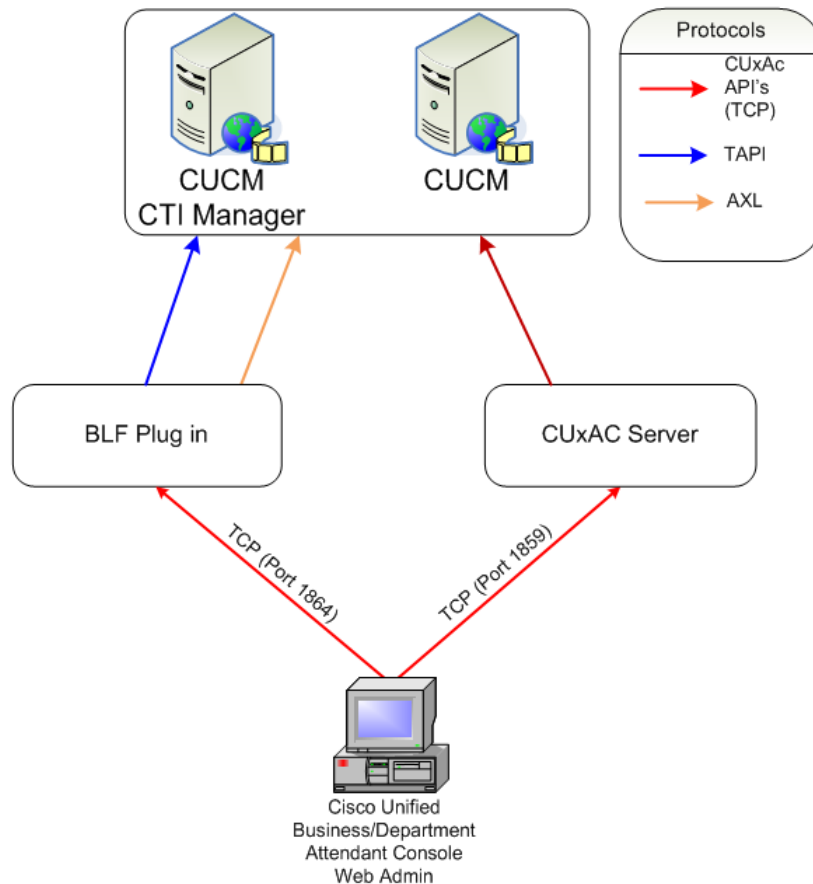 Protocols
CUxAc
API's
(TCP)
TAPI
AXL
CUCM
CTI Manager
CUCM
BLF Plug in
CUxAC Server
TCP (Port 1864)
TCP (Port 1859)
Cisco Unified
Business/Department
Attendant Console
Web Admin